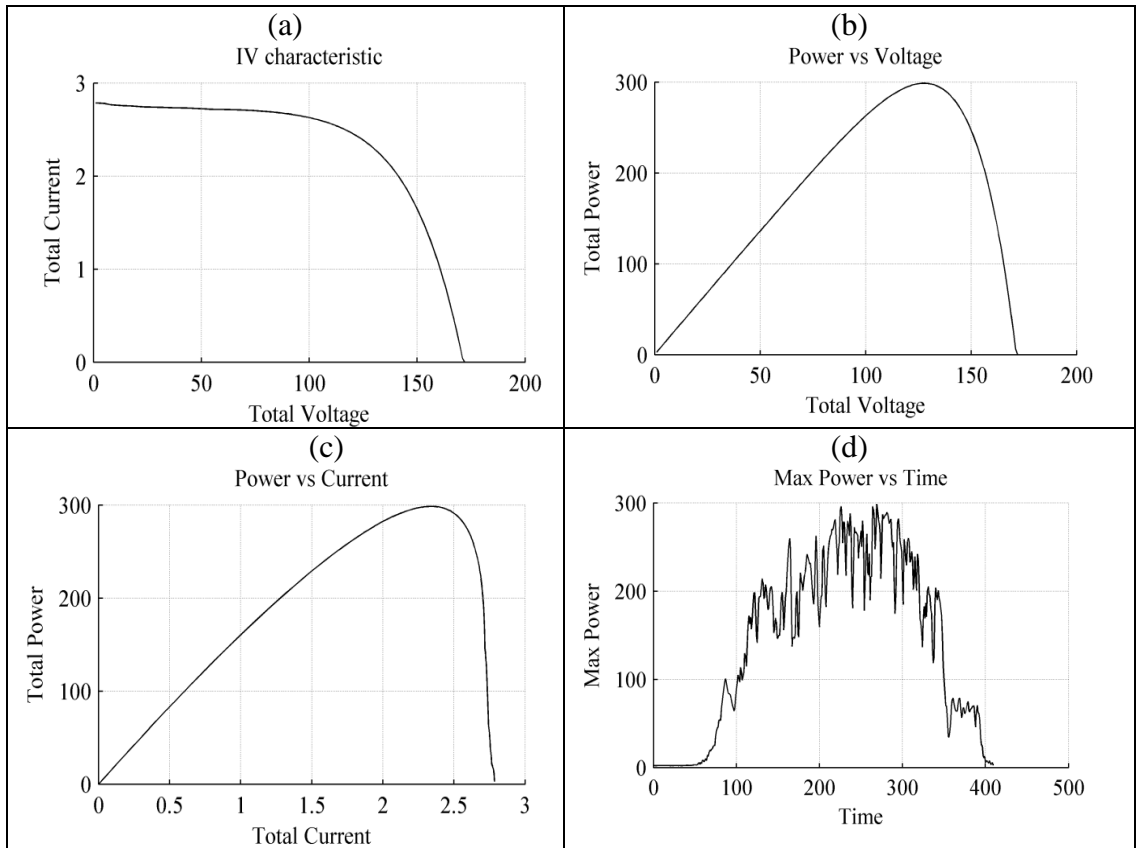 (a)
IV characteristic
3
2
1
0
0 50 100 150 200
Total Current
Total Voltage
(b)
Power vs Voltage
300
200
100
0
0 50 100 150 200
Total Power
Total Voltage
(c)
Power vs Current
300
200
100
0
0 0.5 1 1.5 2 2.5 3
Total Power
Total Current
(d)
Max Power vs Time
300
200
100
0
0 100 200 300 400 500
Max Power
Time